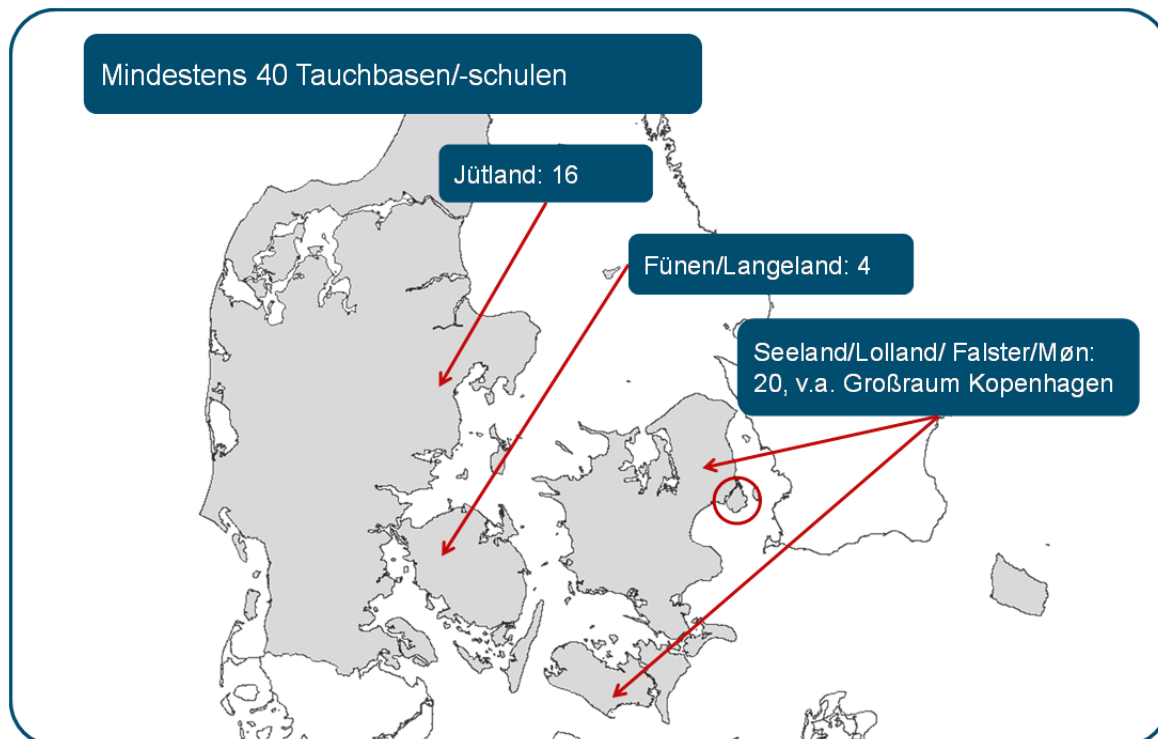 Mindestens 40 Tauchbasen/-schulen
Jütland: 16
Fünen/Langeland: 4
Seeland/Lolland/ Falster/Møn:
20, v.a. Großraum Kopenhagen